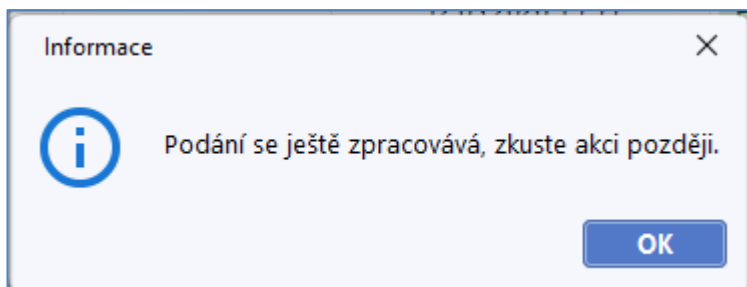 Informace
Podání se ještě zpracovává, zkuste akci později.
OK